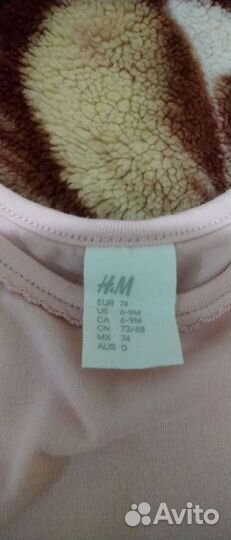 H&M
EUR 74
US 6-9M
CA 6-9M
CN 73/48
MX 74
AUS 0
Avito